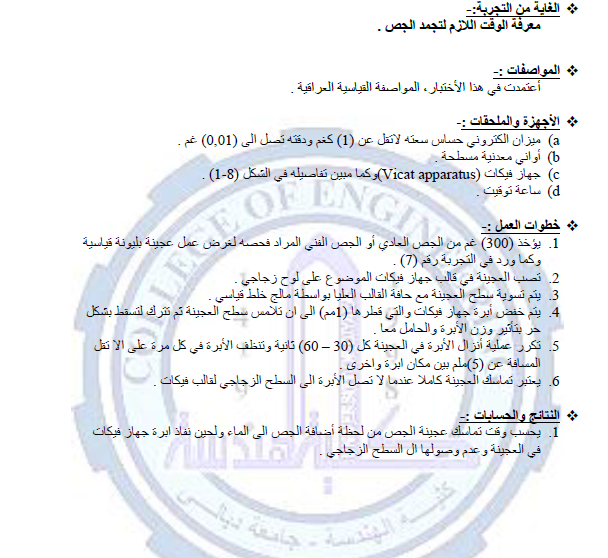 ❖ الغاية من التجربة:-
معرفة الوقت اللازم لتجمد الجص .
❖ المواصفات :-
أعتمدت في هذا الأختبار، المواصفة القياسية العراقية .
❖ الأجهزة والملحقات :-
a) ميزان الكتروني حساس سعته لاتقل عن (1) كغم ودقته تصل الى (0,01) غم .
b) أواني معدنية مسطحة .
c) جهاز فيكات (Vicat apparatus)وكما مبين تفاصيله في الشكل (8-1) .
d) ساعة توقيت .
❖ خطوات العمل :-
1. يؤخذ (300) غم من الجص العادي أو الجص الفني المراد فحصه لغرض عمل عجينة بليونة قياسية
وكما ورد في التجربة رقم (7) .
2. تصب العجينة في قالب جهاز فيكات الموضوع على لوح زجاجي .
3. يتم تسوية سطح العجينة مع حافة القالب العليا بواسطة مالج خلط قياسي .
4. يتم خفض أبرة جهاز فيكات والتي قطرها (1مم) الى ان تلامس سطح العجينة ثم تترك لتسقط بشكل
حر بتأثير وزن الأبرة والحامل معا .
5. تكرر عملية أنزال الأبرة في العجينة كل (30 – 60) ثانية وتنظف الأبرة في كل مرة على الا تقل
المسافة عن (5)ملم بين مكان ابرة واخرى .
6. يعتبر تماسك العجينة كاملا عندما لا تصل الأبرة الى السطح الزجاجي لقالب فيكات .
❖ النتائج والحسابات :-
1. يحسب وقت تماسك عجينة الجص من لحظة أضافة الجص الى الماء ولحين نفاذ ابرة جهاز فيكات
في العجينة وعدم وصولها ال السطح الزجاجي .
COLLEGE OF ENGINEE
كلية الهندسة - جامعة ديالى